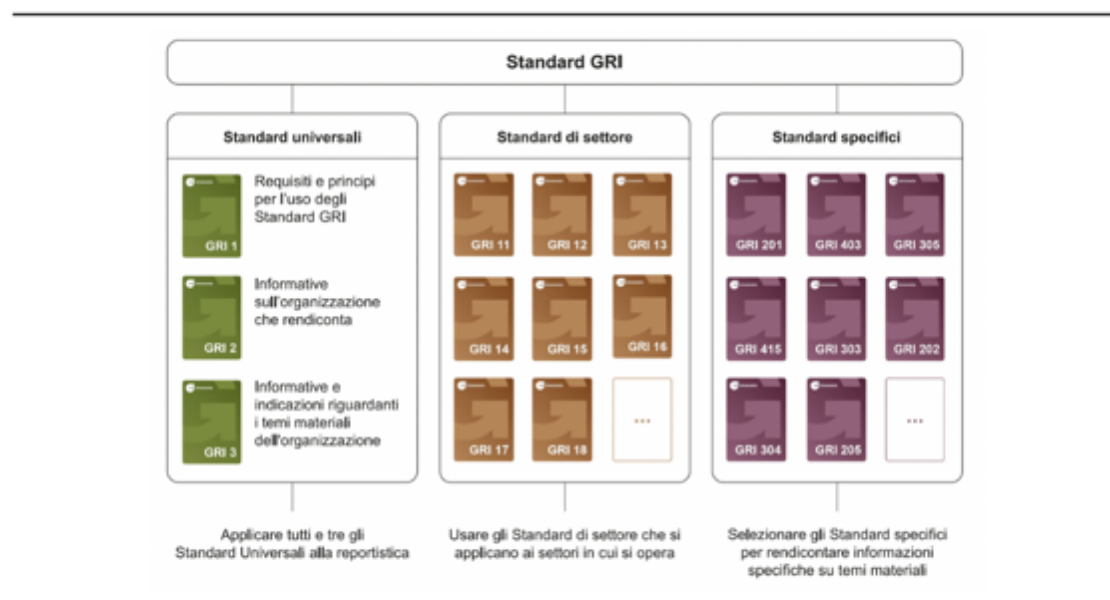 Standard GRI
Standard universali
Standard di settore
Standard specifici
GRI 1
Requisiti e principi
per l'uso degli
Standard GRI
GRI 2
Informative
sull'organizzazione
che rendiconta
GRI 3
Informative e
indicazioni riguardanti
i temi materiali
dell'organizzazione
GRI 11
GRI 12
GRI 13
GRI 14
GRI 15
GRI 16
GRI 17
GRI 18
...
GRI 201
GRI 403
GRI 305
GRI 415
GRI 303
GRI 202
GRI 304
GRI 205
...
Applicare tutti e tre gli
Standard Universali alla reportistica
Usare gli Standard di settore che si
applicano ai settori in cui si opera
Selezionare gli Standard specifici
per rendicontare informazioni
specifiche su temi materiali